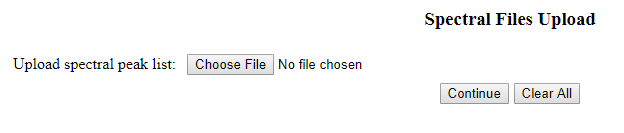 Spectral Files Upload
Upload spectral peak list: Choose File No file chosen
Continue Clear All